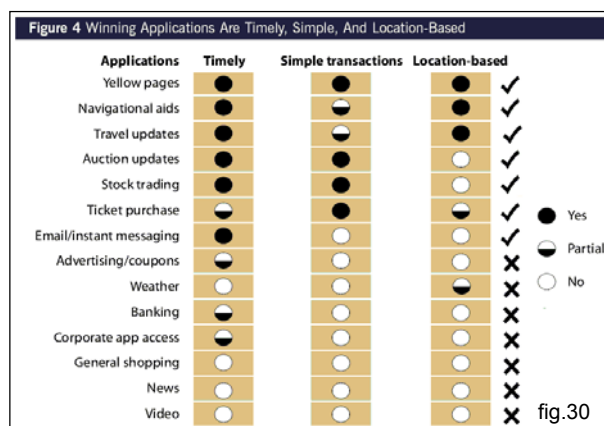 Figure 4 Winning Applications Are Timely, Simple, And Location-Based
Applications Timely Simple transactions Location-based
Yellow pages
Navigational aids
Travel updates
Auction updates
Stock trading
Ticket purchase
Email/instant messaging
Advertising/coupons
Weather
Banking
Corporate app access
General shopping
News
Video
Yes
Partial
No
fig.30